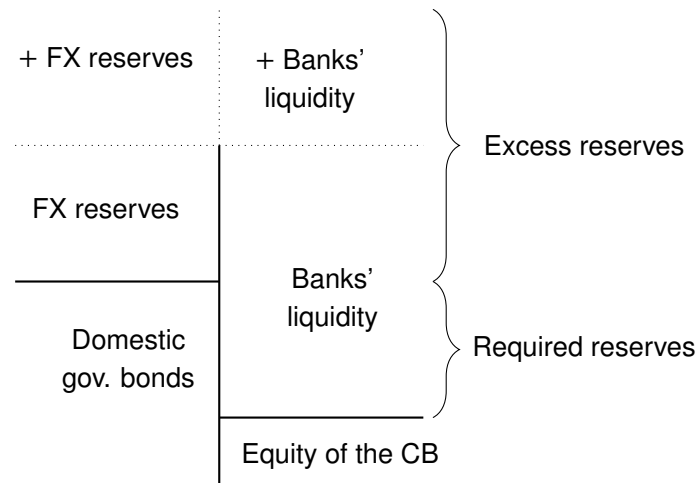 + FX reserves
+ Banks'
liquidity
Excess reserves
FX reserves
Banks'
liquidity
Domestic
gov. bonds
Required reserves
Equity of the CB